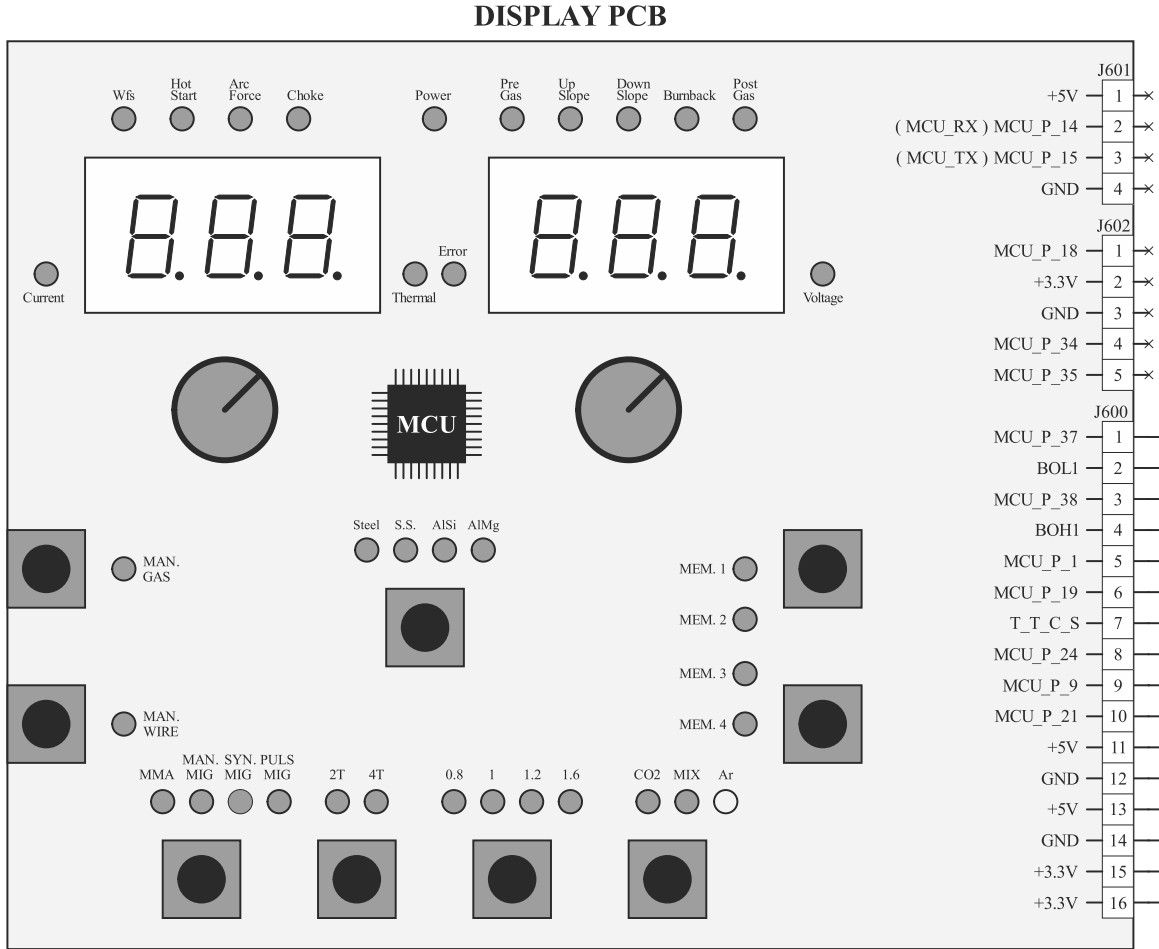 DISPLAY PCB
Wfs
Hot
Start
Arc
Force
Choke
Power
Pre
Gas
Up
Slope
Down
Slope
Burnback
Post
Gas
8.8.8.
8.8.8.
Current
Thermal
Error
Voltage
MCU
Steel
S.S.
AlSi
AlMg
MAN.
GAS
MAN.
WIRE
MEM. 1
MEM. 2
MEM. 3
MEM. 4
MMA
MAN.
MIG
SYN.
MIG
PULS
MIG
2T
4T
0.8
1
1.2
1.6
CO2
MIX
Ar
J601
+5V 1
( MCU_RX ) MCU_P_14 2
( MCU_TX ) MCU_P_15 3
GND 4
J602
MCU_P_18 1
+3.3V 2
GND 3
MCU_P_34 4
MCU_P_35 5
J600
MCU_P_37 1
BOL1 2
MCU_P_38 3
BOH1 4
MCU_P_1 5
MCU_P_19 6
T_T_C_S 7
MCU_P_24 8
MCU_P_9 9
MCU_P_21 10
+5V 11
GND 12
+5V 13
GND 14
+3.3V 15
+3.3V 16